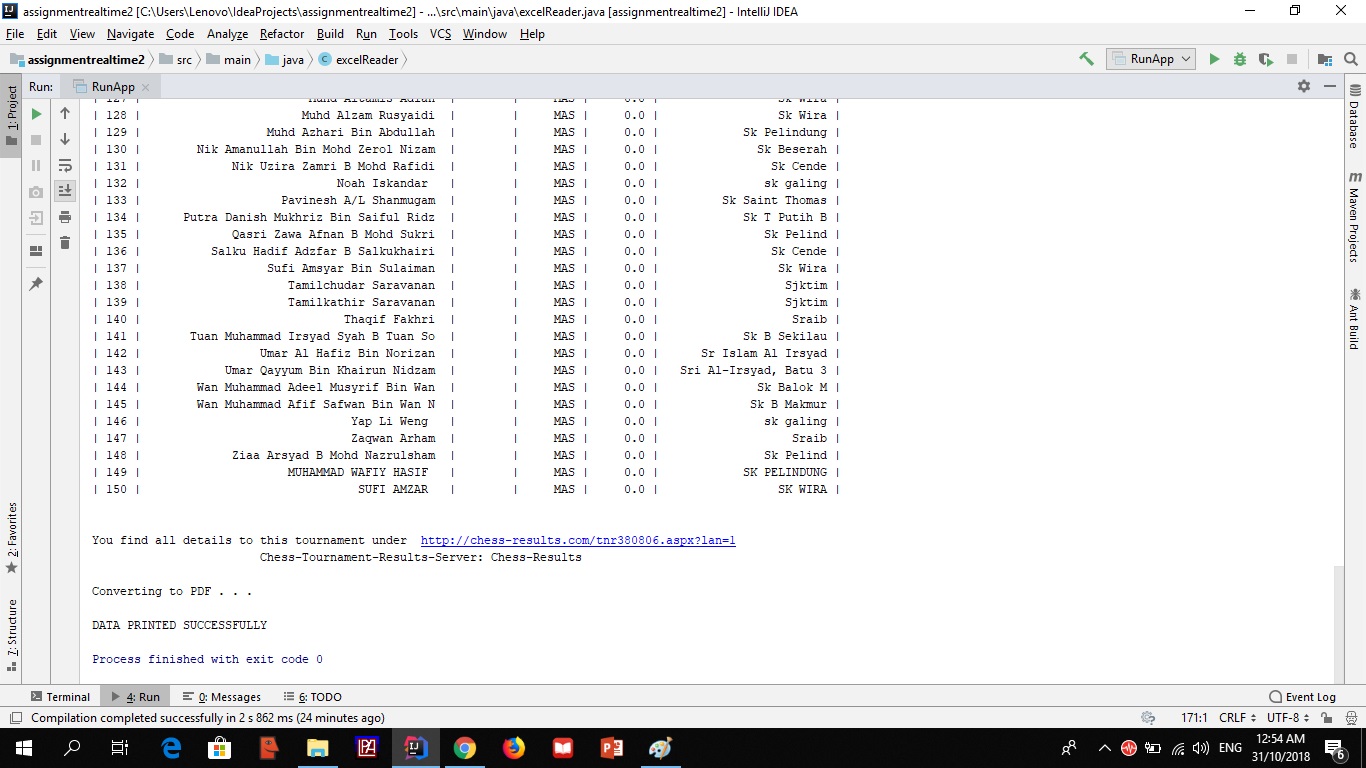 assignmentrealtime2 [C:\Users\Lenovo\IdeaProjects\assignmentrealtime2] - ...\src\main\java\excelReader.java [assignmentrealtime2] - IntelliJ IDEA
File Edit View Navigate Code Analyze Refactor Build Run Tools VCS Window Help
assignmentrealtime2 src main java excelReader RunApp
Run: RunApp
1: Project
2: Favorites
7: Structure
Database
Maven Projects
Ant Build
| 127 | Muhd Altamis Adlan | | MAS | 0.0 | Sk Wira |
| 128 | Muhd Alzam Rusyaidi | | MAS | 0.0 | Sk Wira |
| 129 | Muhd Azhari Bin Abdullah | | MAS | 0.0 | Sk Pelindung |
| 130 | Nik Amanullah Bin Mohd Zerol Nizam | | MAS | 0.0 | Sk Beserah |
| 131 | Nik Uzira Zamri B Mohd Rafidi | | MAS | 0.0 | Sk Cende |
| 132 | Noah Iskandar | | MAS | 0.0 | sk galing |
| 133 | Pavinesh A/L Shanmugam | | MAS | 0.0 | Sk Saint Thomas |
| 134 | Putra Danish Mukhriz Bin Saiful Ridz | | MAS | 0.0 | Sk T Putih B |
| 135 | Qasri Zawa Afnan B Mohd Sukri | | MAS | 0.0 | Sk Pelind |
| 136 | Salku Hadif Adzfar B Salkukhairi | | MAS | 0.0 | Sk Cende |
| 137 | Sufi Amsyar Bin Sulaiman | | MAS | 0.0 | Sk Wira |
| 138 | Tamilchudar Saravanan | | MAS | 0.0 | Sjktim |
| 139 | Tamilkathir Saravanan | | MAS | 0.0 | Sjktim |
| 140 | Thaqif Fakhri | | MAS | 0.0 | Sraib |
| 141 | Tuan Muhammad Irsyad Syah B Tuan So | | MAS | 0.0 | Sk B Sekilau |
| 142 | Umar Al Hafiz Bin Norizan | | MAS | 0.0 | Sr Islam Al Irsyad |
| 143 | Umar Qayyum Bin Khairun Nidzam | | MAS | 0.0 | Sri Al-Irsyad, Batu 3 |
| 144 | Wan Muhammad Adeel Musyrif Bin Wan | | MAS | 0.0 | Sk Balok M |
| 145 | Wan Muhammad Afif Safwan Bin Wan N | | MAS | 0.0 | Sk B Makmur |
| 146 | Yap Li Weng | | MAS | 0.0 | sk galing |
| 147 | Zaqwan Arham | | MAS | 0.0 | Sraib |
| 148 | Ziaa Arsyad B Mohd Nazrulsham | | MAS | 0.0 | Sk Pelind |
| 149 | MUHAMMAD WAFIY HASIF | | MAS | 0.0 | SK PELINDUNG |
| 150 | SUFI AMZAR | | MAS | 0.0 | SK WIRA |
You find all details to this tournament under http://chess-results.com/tnr380806.aspx?lan=1
Chess-Tournament-Results-Server: Chess-Results
Converting to PDF . . .
DATA PRINTED SUCCESSFULLY
Process finished with exit code 0
Terminal 4: Run 0: Messages 6: TODO Event Log
Compilation completed successfully in 2 s 862 ms (24 minutes ago) 171:1 CRLF UTF-8
ENG 12:54 AM
31/10/2018 6